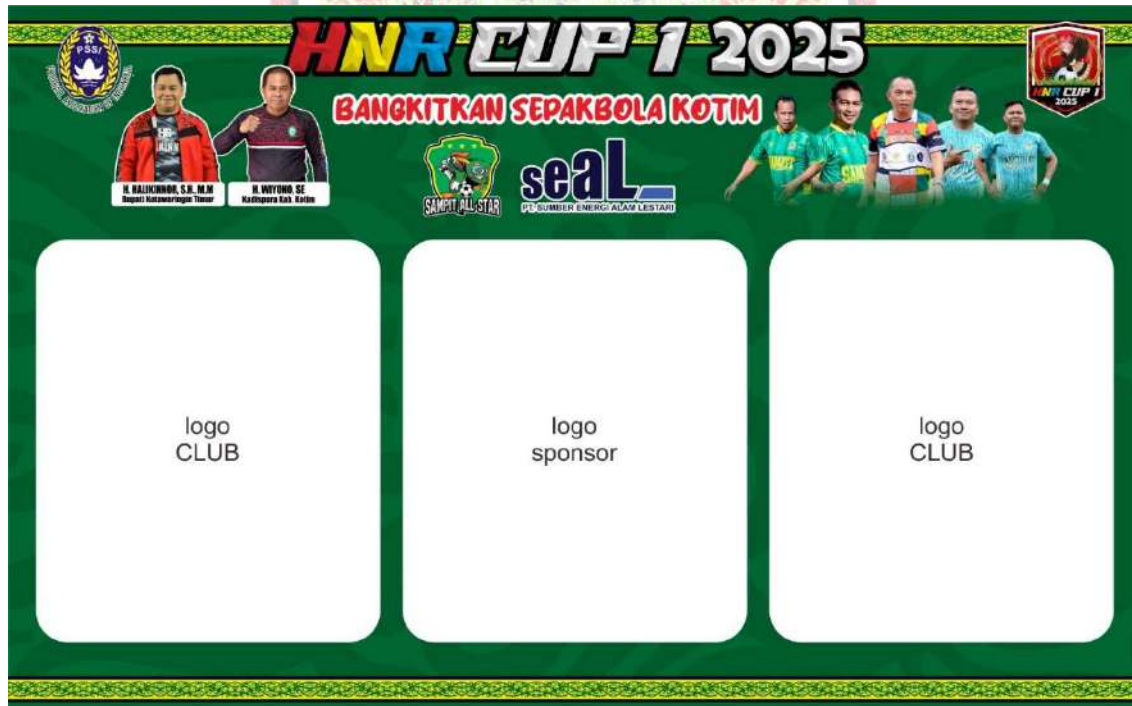 HNR CUP 1 2025
BANGKITKAN SEPAKBOLA KOTIM
PSSI
H. HALIKINNOR, S.H., M.M
Bupati Kotawaringin Timur
H. WIYONO, SE
Kadispora Kab. Kotim
SAMPIT ALL STAR
seaL
PT. SUMBER ENERGI ALAM LESTARI
HNR CUP 1
2025
logo
CLUB
logo
sponsor
logo
CLUB